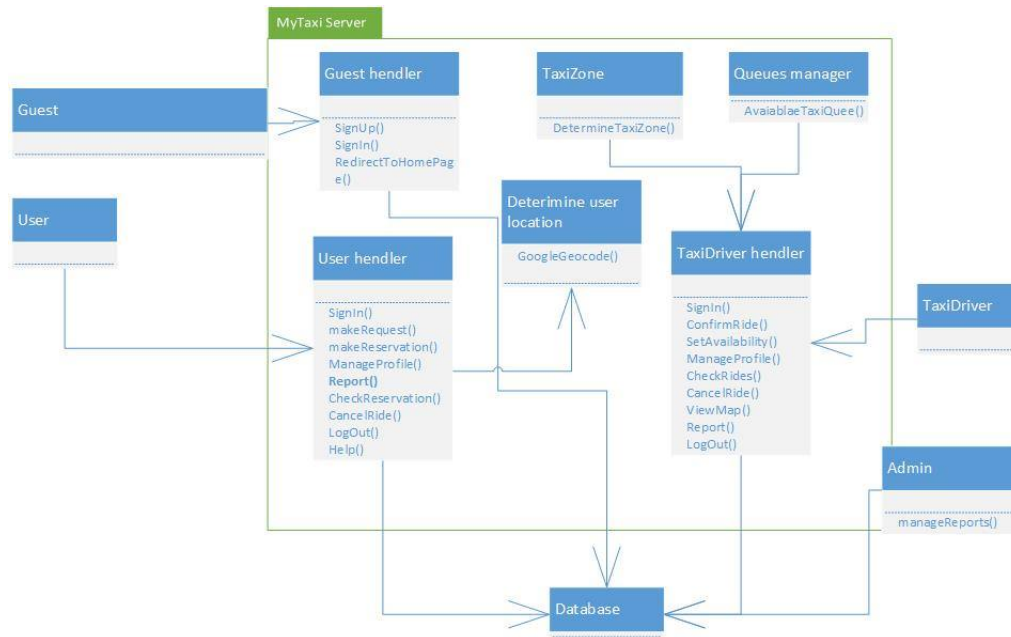 MyTaxi Server
Guest hendler
SignUp()
SignIn()
RedirectToHomePag
e()
TaxiZone
DetermineTaxiZone()
Queues manager
AvaiablaeTaxiQuee()
Guest
User
Deterimine user
location
GoogleGeocode()
User hendler
SignIn()
makeRequest()
makeReservation()
ManageProfile()
Report()
CheckReservation()
CancelRide()
LogOut()
Help()
TaxiDriver hendler
SignIn()
ConfirmRide()
SetAvailability()
ManageProfile()
CheckRides()
CancelRide()
ViewMap()
Report()
LogOut()
TaxiDriver
Admin
manageReports()
Database